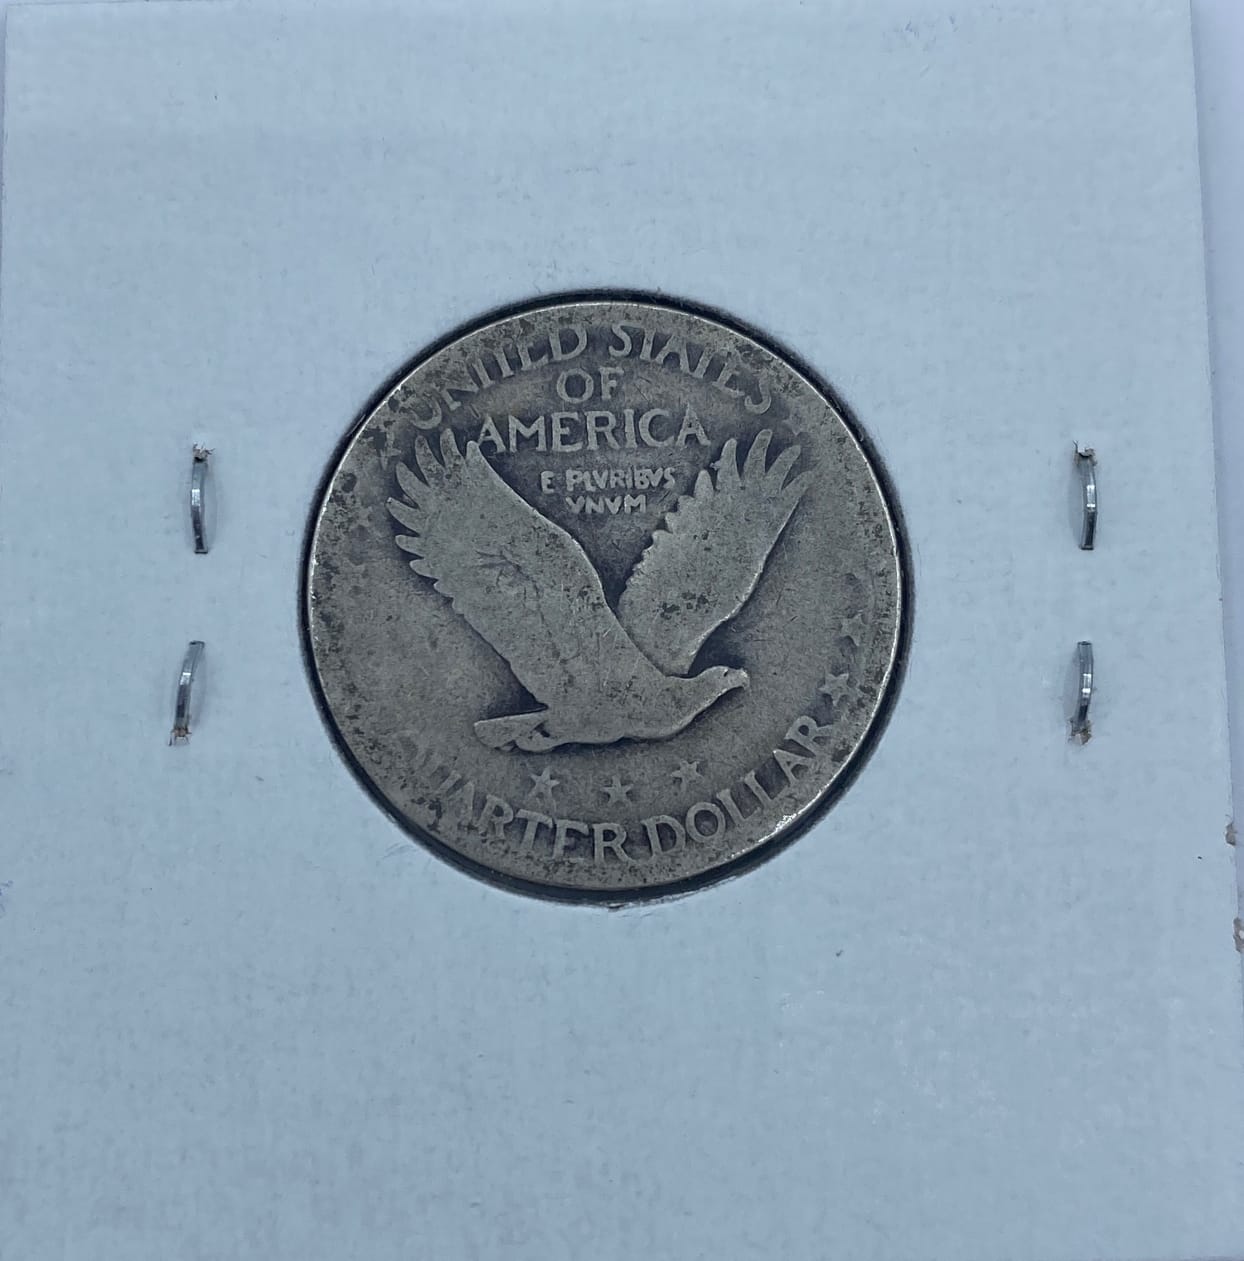 UNITED STATES
OF
AMERICA
E PLVRIBVS
VNVM
QUARTER DOLLAR